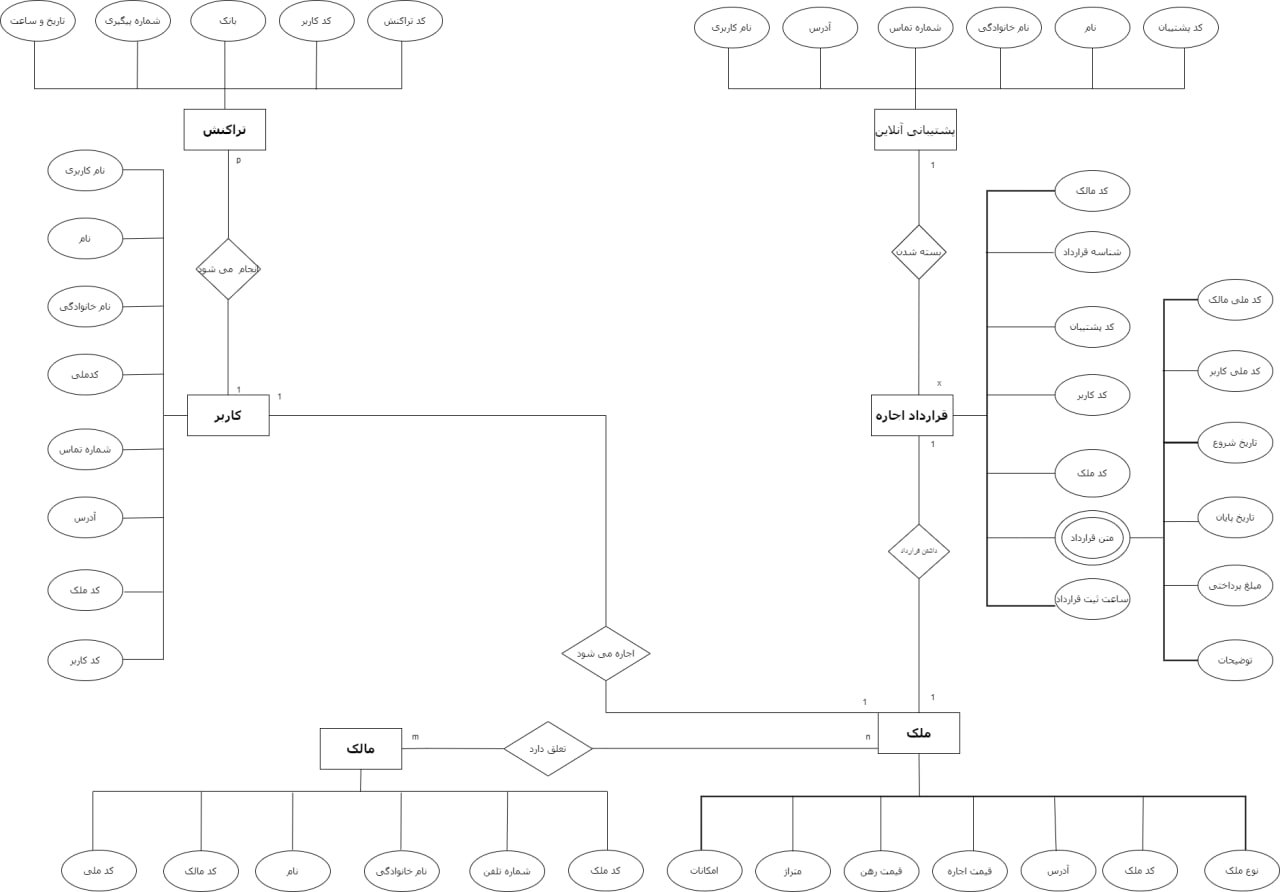 کد تراکنش
کد کاربر
بانک
شماره پیگیری
تاریخ و ساعت
تراکنش
p
انجام می شود
1
کاربر
1
نام کاربری
نام
نام خانوادگی
کدملی
شماره تماس
آدرس
کد ملک
کد کاربر
کد پشتیبان
نام
نام خانوادگی
شماره تماس
آدرس
نام کاربری
پشتیبانی آنلاین
1
بسته شدن
x
قرارداد اجاره
1
کد مالک
شناسه قرارداد
کد پشتیبان
کد کاربر
کد ملک
متن قرارداد
ساعت ثبت قرارداد
کد ملی مالک
کد ملی کاربر
تاریخ شروع
تاریخ پایان
مبلغ پرداختی
توضیحات
داشتن قرارداد
1
اجاره می شود
1
ملک
n
تعلق دارد
m
مالک
کد ملک
شماره تلفن
نام خانوادگی
نام
کد مالک
کد ملی
نوع ملک
کد ملک
آدرس
قیمت اجاره
قیمت رهن
متراژ
امکانات